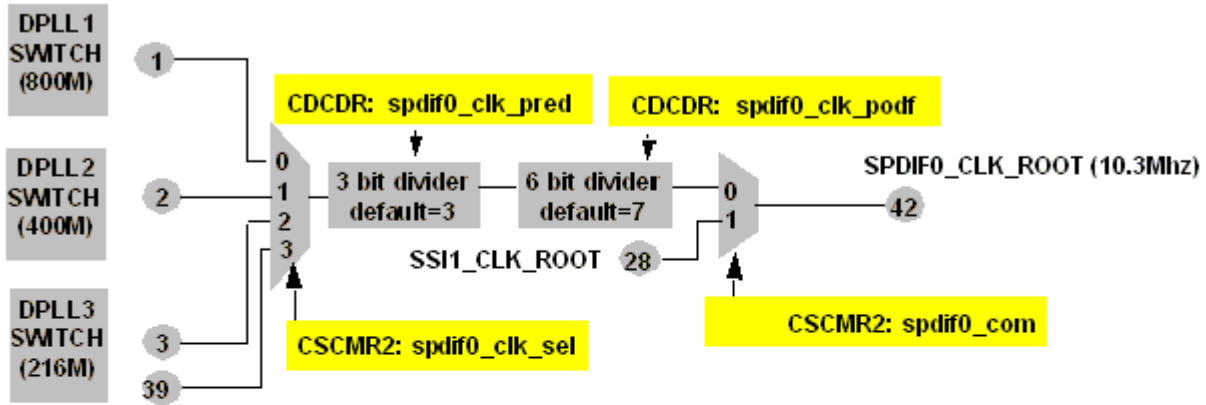 DPLL1
SWITCH
(800M)
1
CDCDR: spdif0_clk_pred
CDCDR: spdif0_clk_podf
DPLL2
SWITCH
(400M)
2
0
1
2
3
3 bit divider
default=3
6 bit divider
default=7
0
1
SPDIF0_CLK_ROOT (10.3Mhz)
42
SSI1_CLK_ROOT
28
DPLL3
SWITCH
(216M)
3
39
CSCMR2: spdif0_clk_sel
CSCMR2: spdif0_com